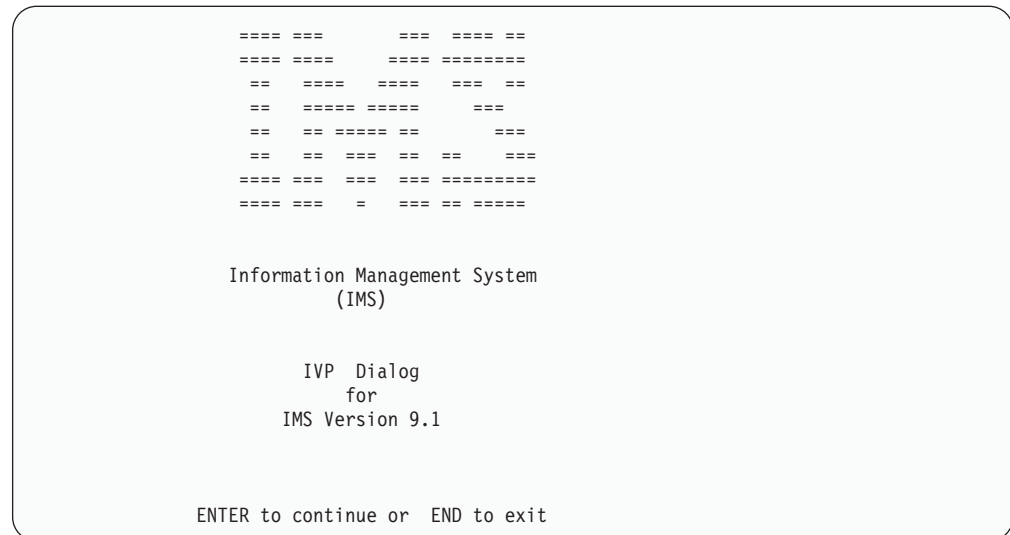 ==== ===       ===  ==== ==
==== ====     ==== ========
 ==   ====   ====   ===  ==
 ==   ===== =====     ===
 ==   == ===== ==       ===
 ==   ==  ===  ==  ==    ===
==== ===  ===  === =========
==== ===   =   === == =====
Information Management System
(IMS)
IVP  Dialog
for
IMS Version 9.1
ENTER to continue or  END to exit